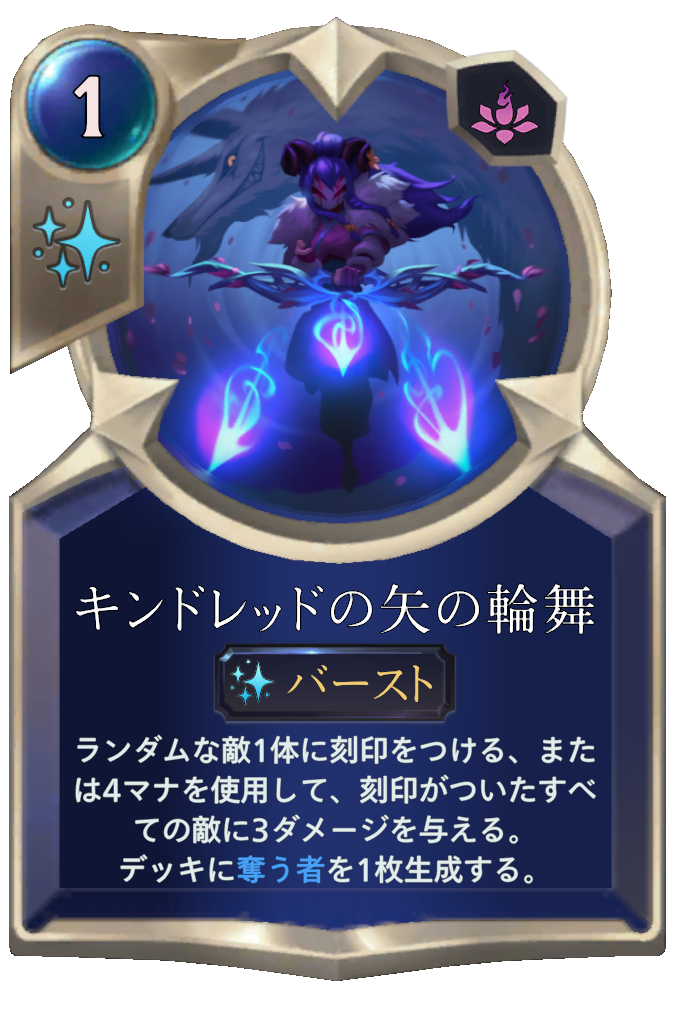 1
キンドレッドの矢の輪舞
バースト
ランダムな敵1体に刻印をつける、また
は4マナを使用して、刻印がついたすべ
ての敵に3ダメージを与える。
デッキに奪う者を1枚生成する。